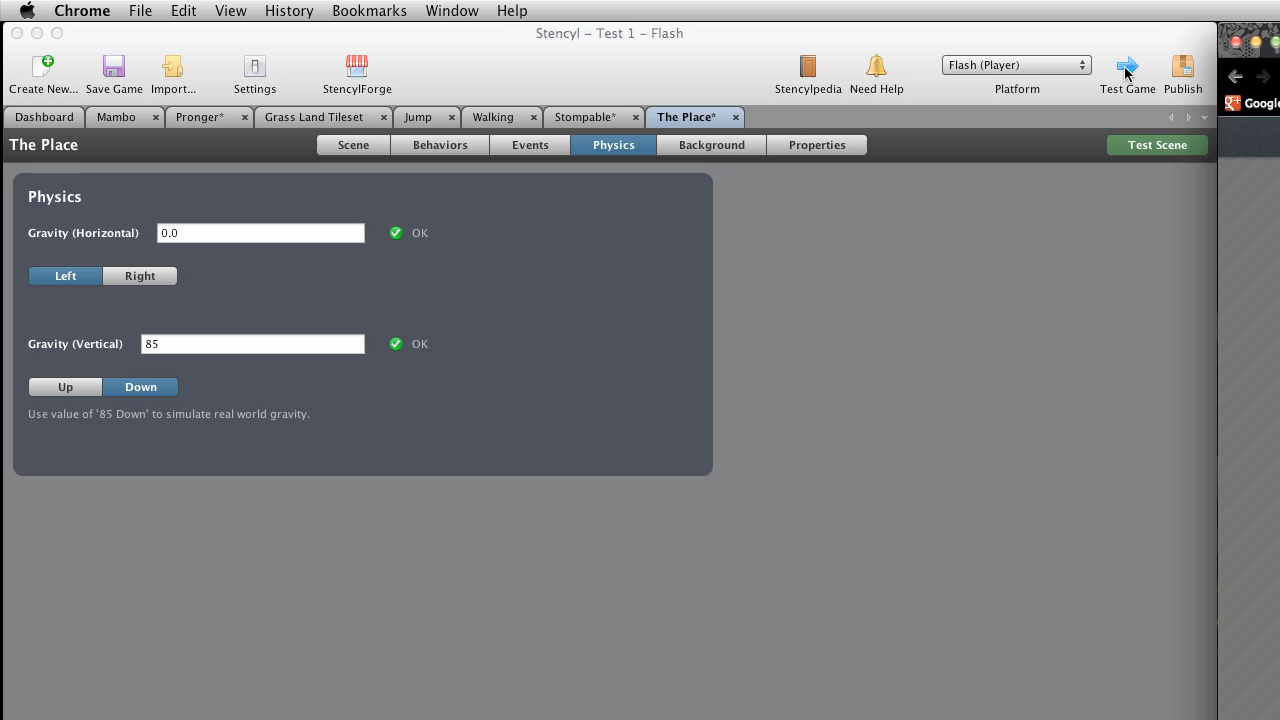 Chrome File Edit View History Bookmarks Window Help
Stencyl – Test 1 – Flash
Create New... Save Game Import... Settings StencylForge Stencylpedia Need Help Flash (Player) Platform Test Game Publish
Google
Dashboard Mambo Pronger* Grass Land Tileset Jump Walking Stompable* The Place*
The Place Scene Behaviors Events Physics Background Properties Test Scene
Physics
Gravity (Horizontal) 0.0 OK
Left Right
Gravity (Vertical) 85 OK
Up Down
Use value of '85 Down' to simulate real world gravity.